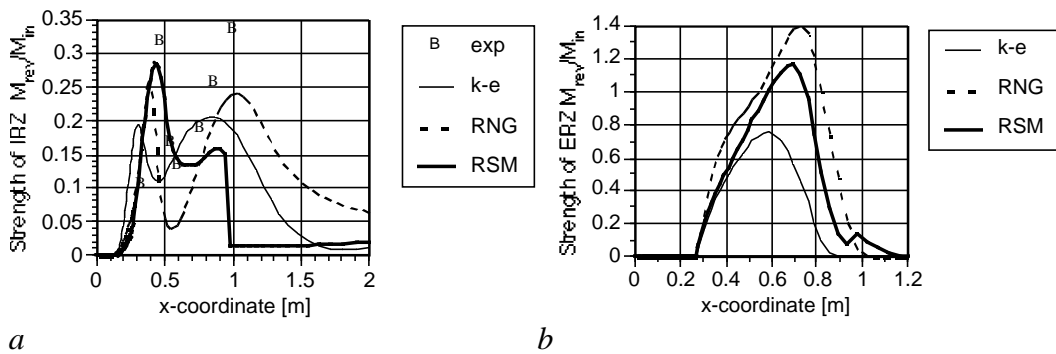 Strength of IRZ M_rev/M_in
0.35
0.3
0.25
0.2
0.15
0.1
0.05
0
0 0.5 1 1.5 2
x-coordinate [m]
B
B
B
B
B
B
B
B exp
k-e
RNG
RSM
a
Strength of ERZ M_rev/M_in
1.4
1.2
1
0.8
0.6
0.4
0.2
0
0 0.2 0.4 0.6 0.8 1 1.2
x-coordinate [m]
k-e
RNG
RSM
b